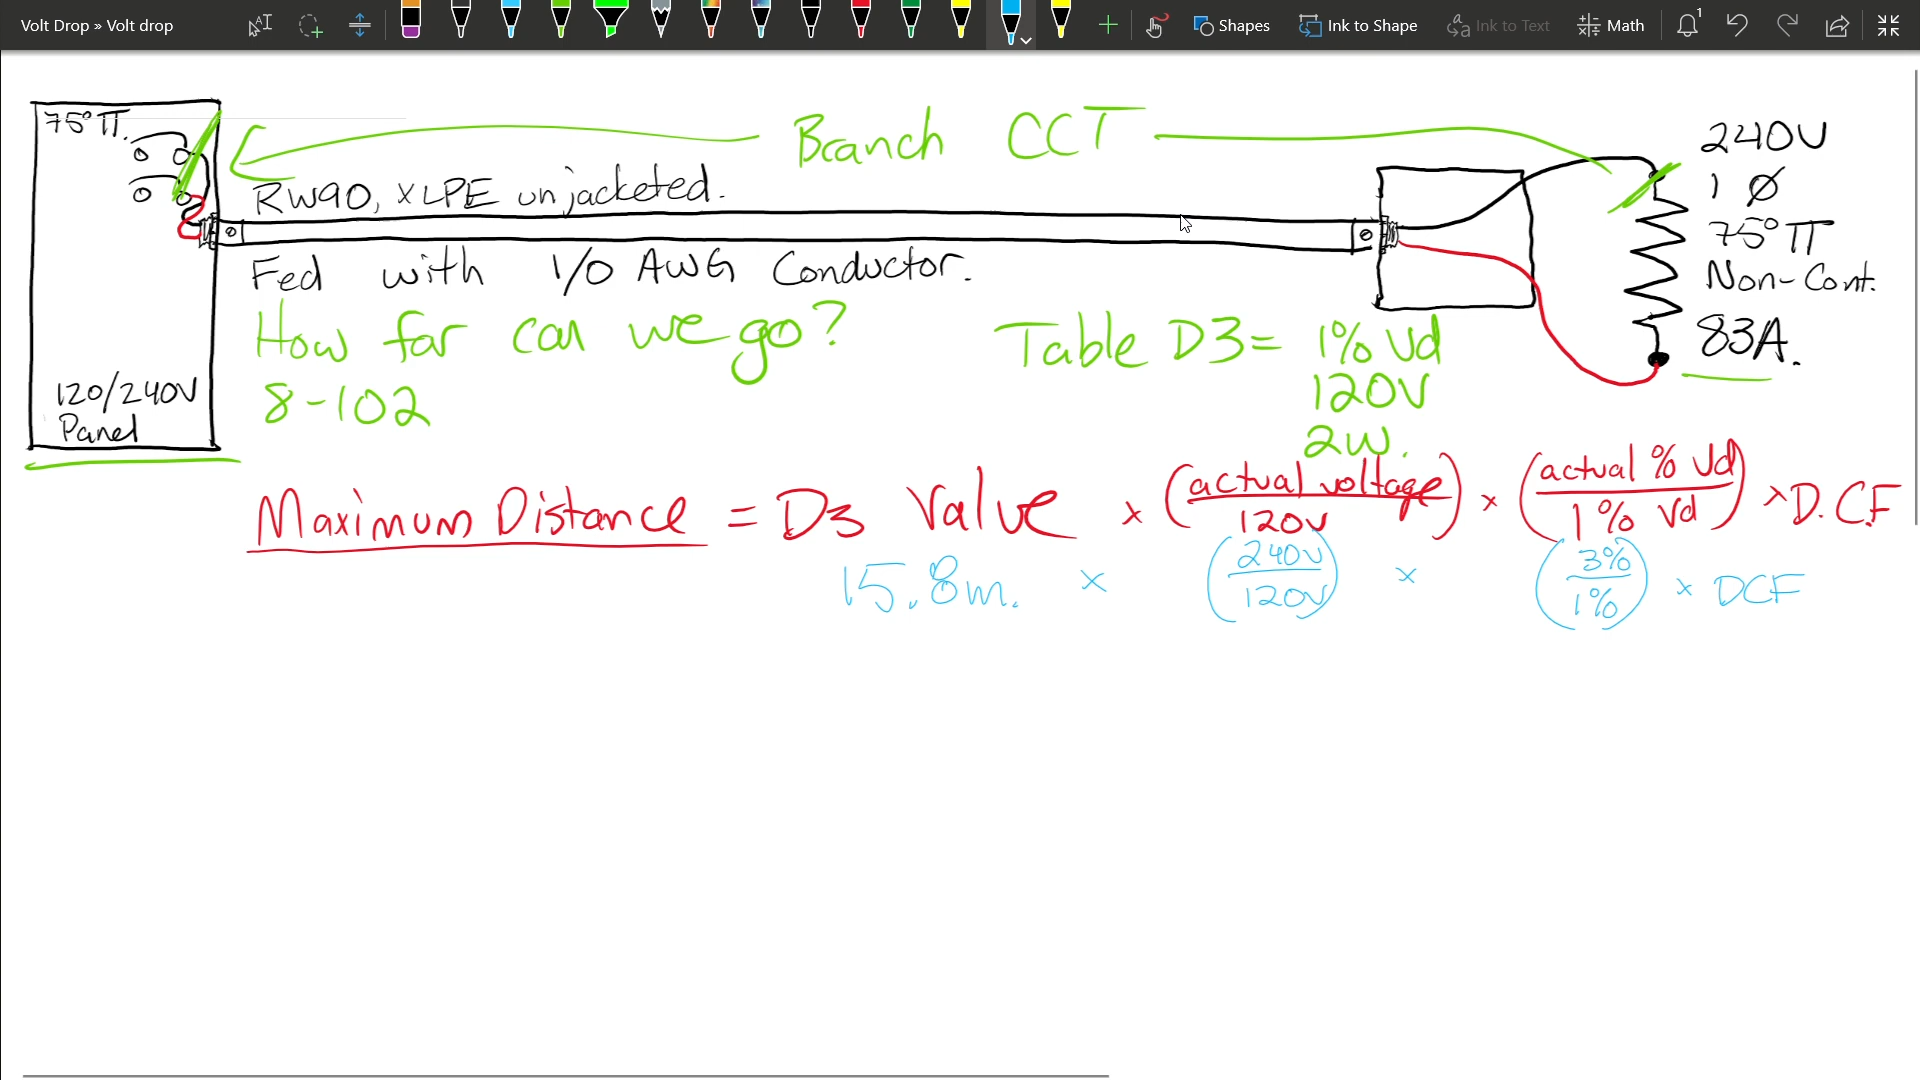 Volt Drop » Volt drop
Shapes
Ink to Shape
Ink to Text
Math
1
75° TT.
Branch CCT
RW90, XLPE unjacketed.
Fed with 1/0 AWG Conductor.
How far can we go?
8-102
120/240V
Panel
Table D3 = 1% Vd
120V
2W.
240V
1 Ø
75° TT
Non-Cont.
83A.
Maximum Distance = D3 Value × (actual voltage / 120V) × (actual % Vd / 1% Vd) × D.C.F
15.8m. × (240V / 120V) × (3% / 1%) × DCF